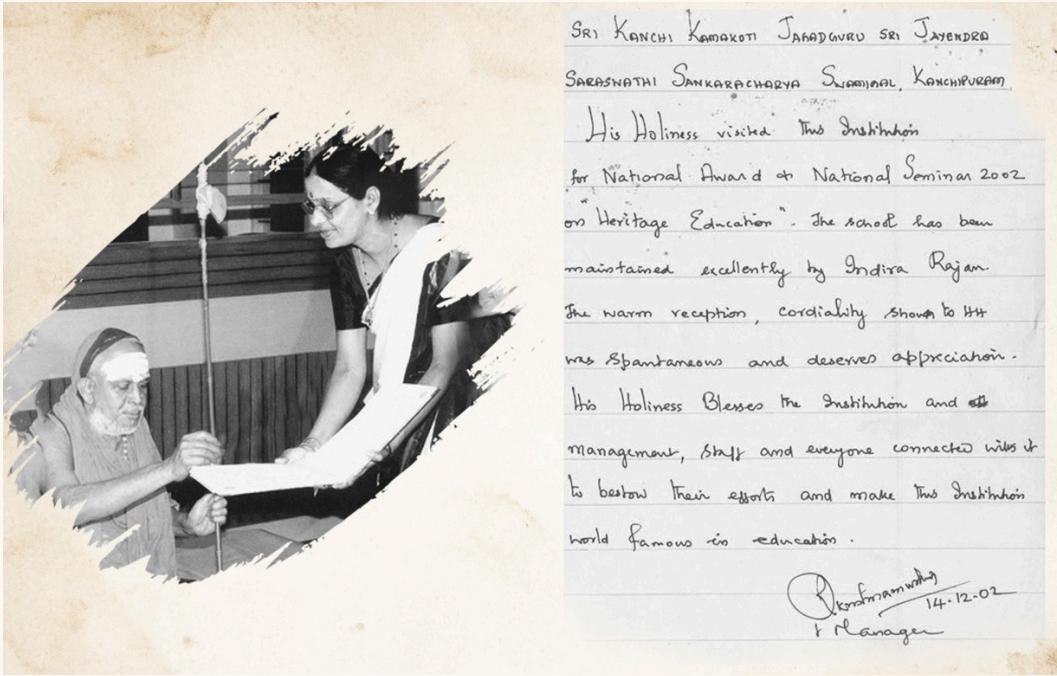 SRI KANCHI KAMAKOTI JAGADGURU SRI JAYENDRA
SARASWATHI SANKARACHARYA SWAMIGAL, KANCHIPURAM
His Holiness visited this Institution
for National Award & National Seminar 2002
on "Heritage Education". The school has been
maintained excellently by Indira Rajan.
The warm reception, cordiality shown to HH
was spontaneous and deserves appreciation.
His Holiness Blesses the Institution and
management, staff and everyone connected with it
to bestow their efforts and make this Institution
world famous in education.
14-12-02
Manager